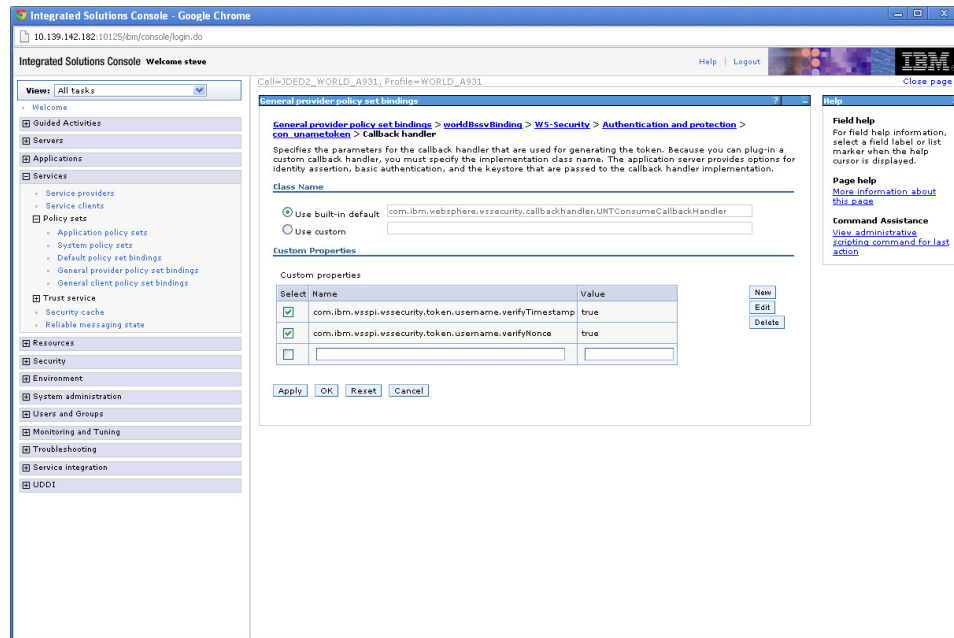 Integrated Solutions Console - Google Chrome
10.139.142.182:10125/ibm/console/login.do
Integrated Solutions Console Welcome steve
Help | Logout
IBM.
Cell=JDED2_WORLD_A931, Profile=WORLD_A931
Close page
View: All tasks
Welcome
Guided Activities
Servers
Applications
Services
Service providers
Service clients
Policy sets
Application policy sets
System policy sets
Default policy set bindings
General provider policy set bindings
General client policy set bindings
Trust service
Security cache
Reliable messaging state
Resources
Security
Environment
System administration
Users and Groups
Monitoring and Tuning
Troubleshooting
Service integration
UDDI
General provider policy set bindings
General provider policy set bindings > worldBssvBinding > WS-Security > Authentication and protection >
con_unametoken > Callback handler
Specifies the parameters for the callback handler that are used for generating the token. Because you can plug-in a
custom callback handler, you must specify the implementation class name. The application server provides options for
identity assertion, basic authentication, and the keystore that are passed to the callback handler implementation.
Class Name
Use built-in default com.ibm.websphere.wssecurity.callbackhandler.UNTConsumeCallbackHandler
Use custom
Custom Properties
Custom properties
Select Name Value
com.ibm.wsspi.wssecurity.token.username.verifyTimestamp true
com.ibm.wsspi.wssecurity.token.username.verifyNonce true
New
Edit
Delete
Apply OK Reset Cancel
Help
Field help
For field help information,
select a field label or list
marker when the help
cursor is displayed.
Page help
More information about
this page
Command Assistance
View administrative
scripting command for last
action